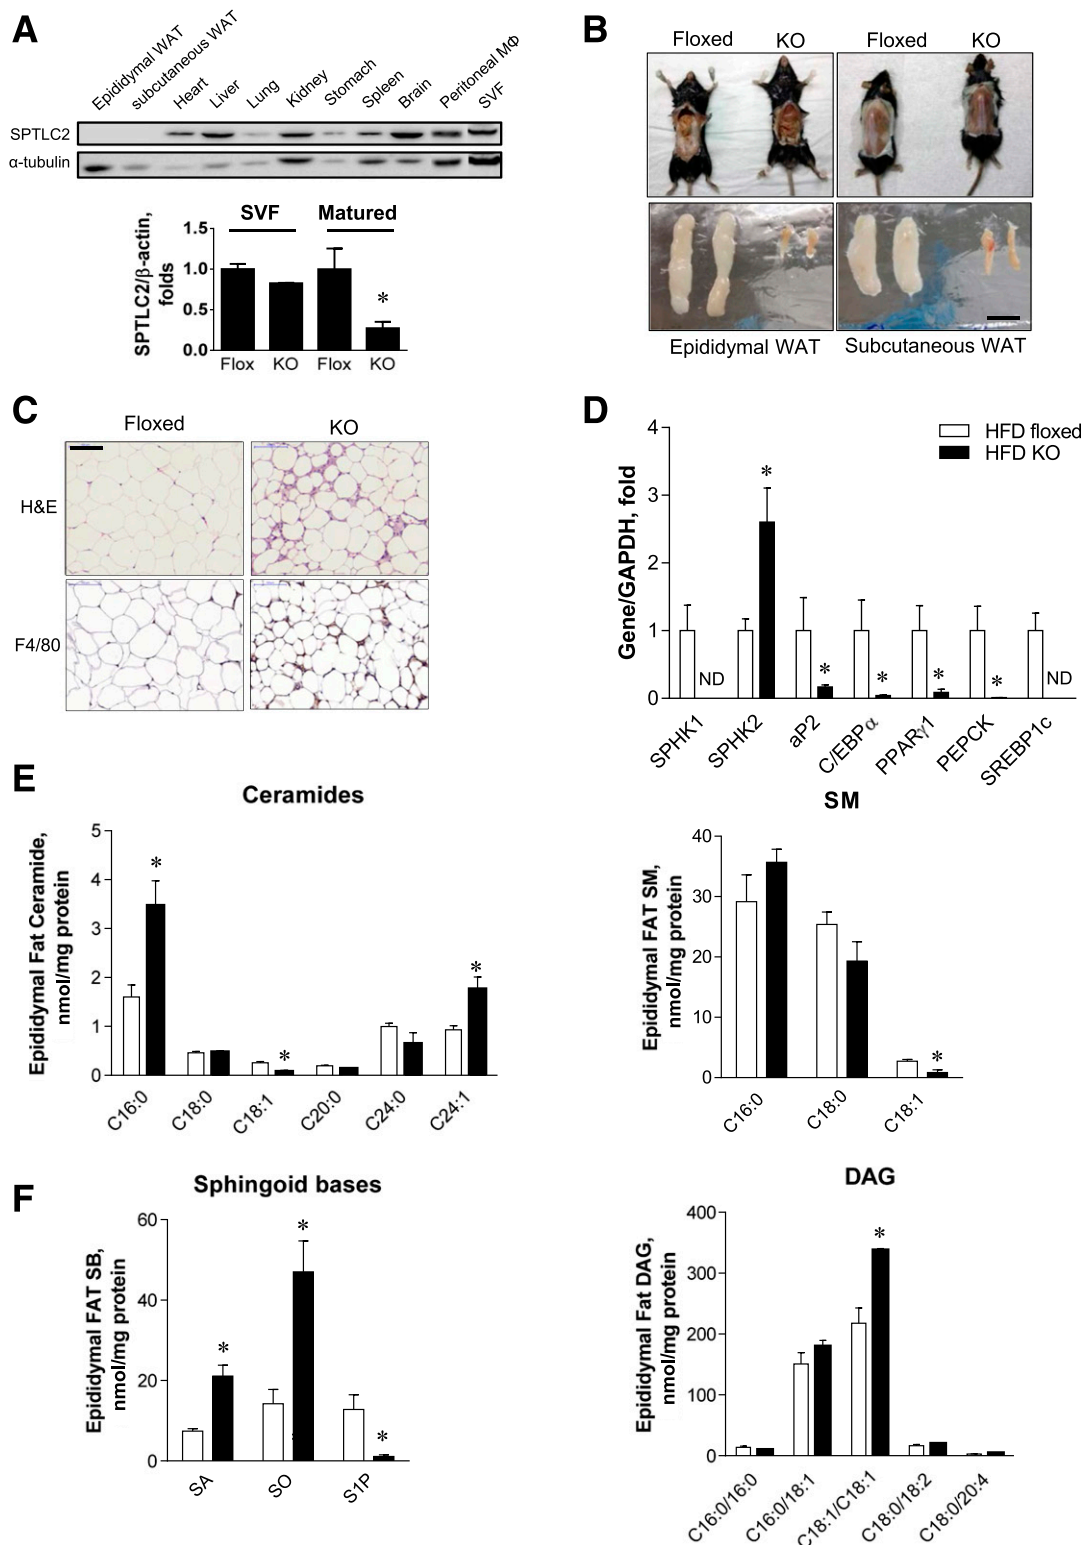 A
Epididymal WAT
subcutaneous WAT
Heart
Liver
Lung
Kidney
Stomach
Spleen
Brain
Peritoneal MΦ
SVF
SPTLC2
α-tubulin
SPTLC2/β-actin,
folds
SVF
Matured
1.5
1.0
0.5
0.0
*
Flox
KO
Flox
KO
B
Floxed
KO
Floxed
KO
Epididymal WAT
Subcutaneous WAT
C
Floxed
KO
H&E
F4/80
D
HFD floxed
HFD KO
Gene/GAPDH, fold
4
3
2
1
0
ND
*
*
*
*
*
ND
SPHK1
SPHK2
aP2
C/EBPα
PPARγ1
PEPCK
SREBP1c
E
Ceramides
Epididymal Fat Ceramide,
nmol/mg protein
5
4
3
2
1
0
*
*
*
C16:0
C18:0
C18:1
C20:0
C24:0
C24:1
SM
Epididymal FAT SM,
nmol/mg protein
40
30
20
10
0
*
C16:0
C18:0
C18:1
F
Sphingoid bases
Epididymal FAT SB,
nmol/mg protein
60
40
20
0
*
*
*
SA
SO
S1P
DAG
Epididymal Fat DAG,
nmol/mg protein
400
300
200
100
0
*
C16:0/16:0
C16:0/18:1
C18:1/C18:1
C18:0/18:2
C18:0/20:4